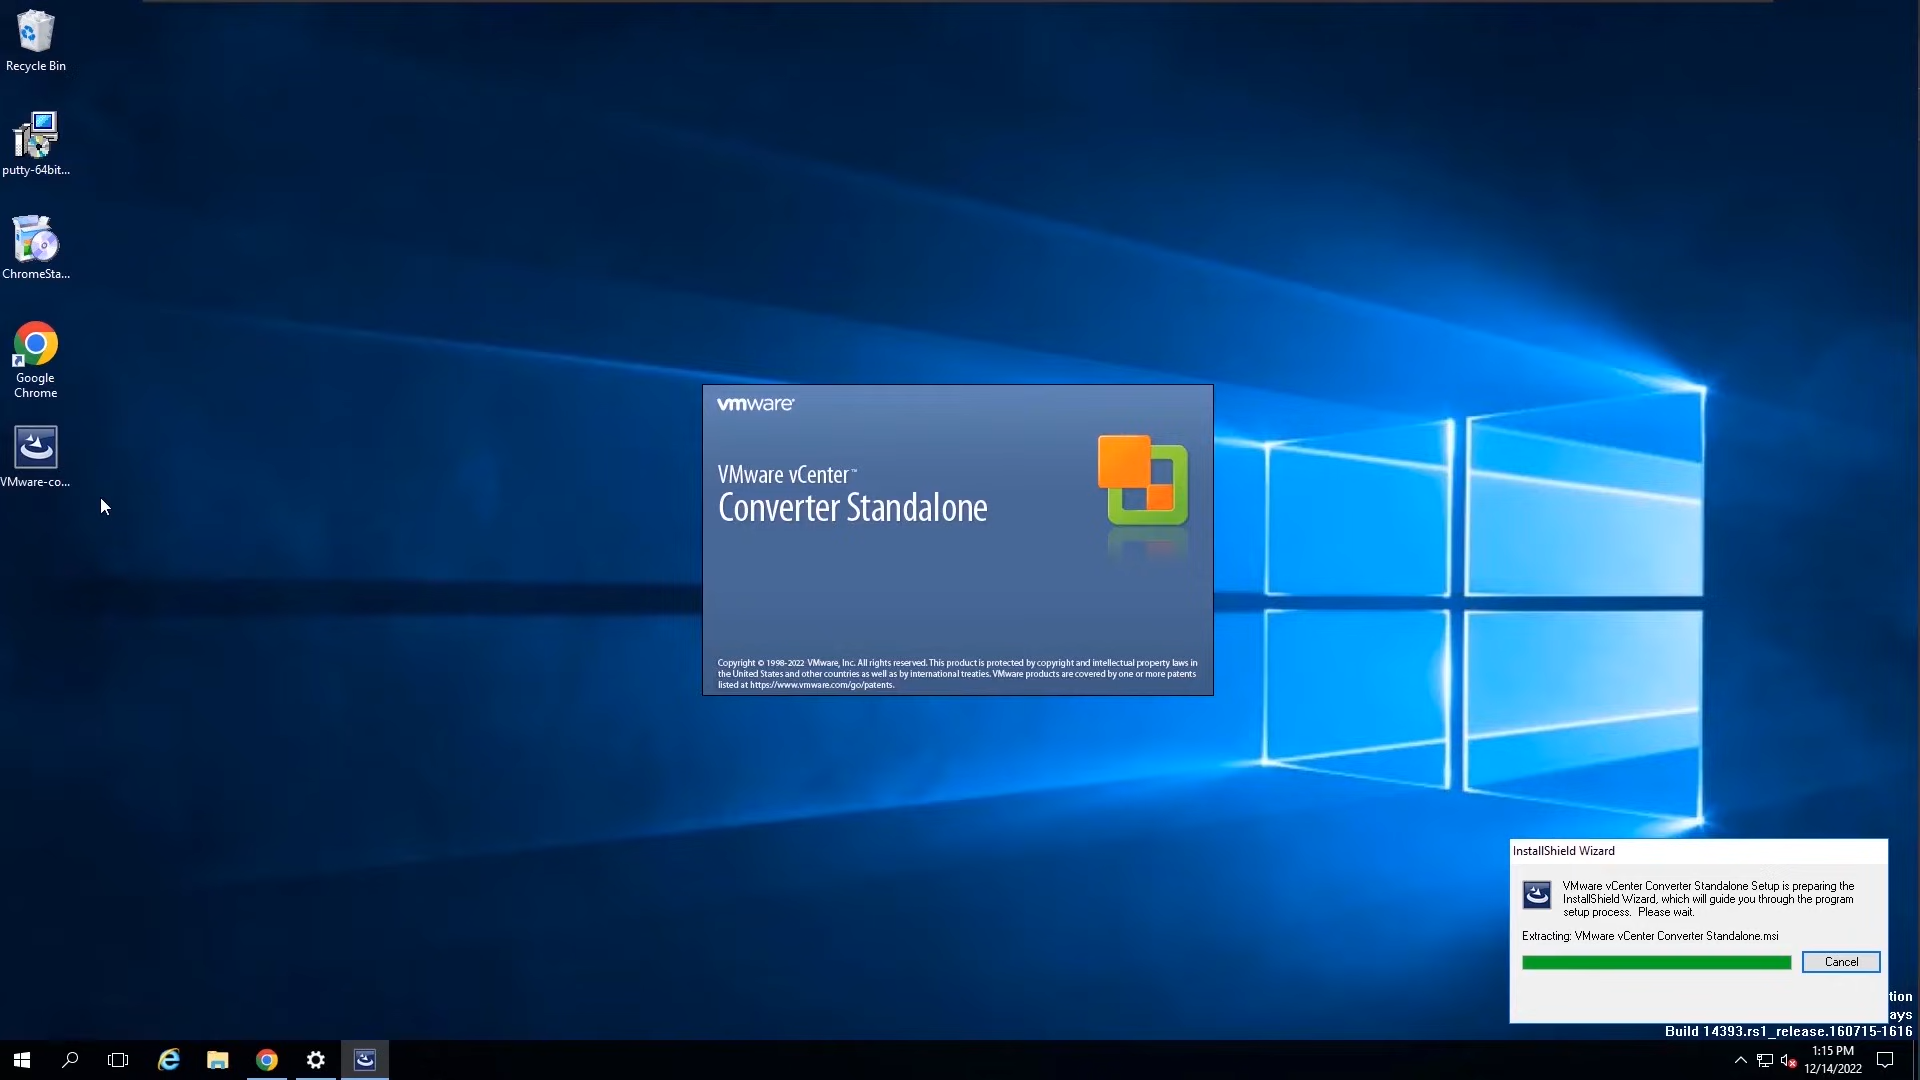 Recycle Bin
putty-64bit...
ChromeSta...
Google
Chrome
VMware-co...
vmware®
VMware vCenter™
Converter Standalone
Copyright © 1998-2022 VMware, Inc. All rights reserved. This product is protected by copyright and intellectual property laws in
the United States and other countries as well as by international treaties. VMware products are covered by one or more patents
listed at https://www.vmware.com/go/patents.
InstallShield Wizard
VMware vCenter Converter Standalone Setup is preparing the
InstallShield Wizard, which will guide you through the program
setup process. Please wait.
Extracting: VMware vCenter Converter Standalone.msi
Cancel
tion
ays
Build 14393.rs1_release.160715-1616
1:15 PM
12/14/2022